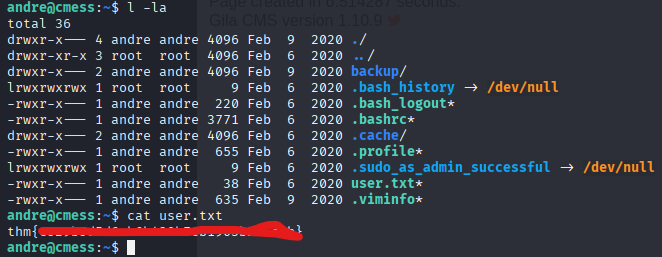 Page created in 6.514287 seconds.
Gila CMS version 1.10.9
andre@cmess:~$ l -la
total 36
drwxr-x--- 4 andre andre 4096 Feb 9 2020 ./
drwxr-xr-x 3 root root 4096 Feb 6 2020 ../
drwxr-x--- 2 andre andre 4096 Feb 9 2020 backup/
lrwxrwxrwx 1 root root 9 Feb 6 2020 .bash_history -> /dev/null
-rwxr-x--- 1 andre andre 220 Feb 6 2020 .bash_logout*
-rwxr-x--- 1 andre andre 3771 Feb 6 2020 .bashrc*
drwxr-x--- 2 andre andre 4096 Feb 6 2020 .cache/
-rwxr-x--- 1 andre andre 655 Feb 6 2020 .profile*
lrwxrwxrwx 1 root root 9 Feb 6 2020 .sudo_as_admin_successful -> /dev/null
-rwxr-x--- 1 andre andre 38 Feb 6 2020 user.txt*
-rwxr-x--- 1 andre andre 635 Feb 9 2020 .viminfo*
andre@cmess:~$ cat user.txt
thm{
andre@cmess:~$